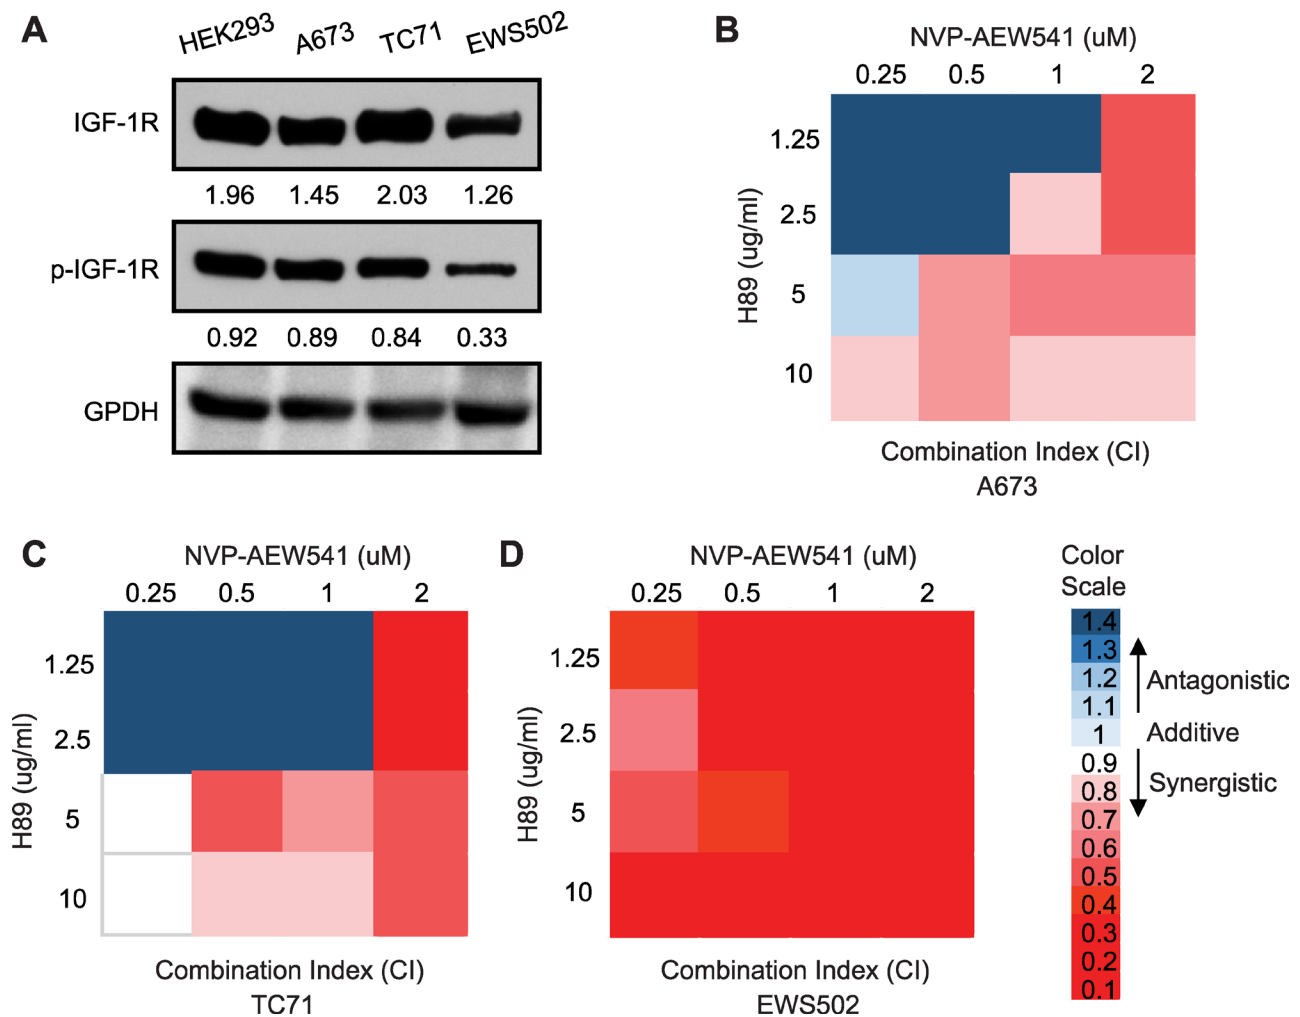 A
HEK293 A673 TC71 EWS502
IGF-1R
1.96 1.45 2.03 1.26
p-IGF-1R
0.92 0.89 0.84 0.33
GPDH
B
NVP-AEW541 (uM)
0.25 0.5 1 2
H89 (ug/ml)
1.25
2.5
5
10
Combination Index (CI)
A673
C
NVP-AEW541 (uM)
0.25 0.5 1 2
H89 (ug/ml)
1.25
2.5
5
10
Combination Index (CI)
TC71
D
NVP-AEW541 (uM)
0.25 0.5 1 2
H89 (ug/ml)
1.25
2.5
5
10
Combination Index (CI)
EWS502
Color
Scale
1.4
1.3
1.2
1.1
1
0.9
0.8
0.7
0.6
0.5
0.4
0.3
0.2
0.1
Antagonistic
Additive
Synergistic